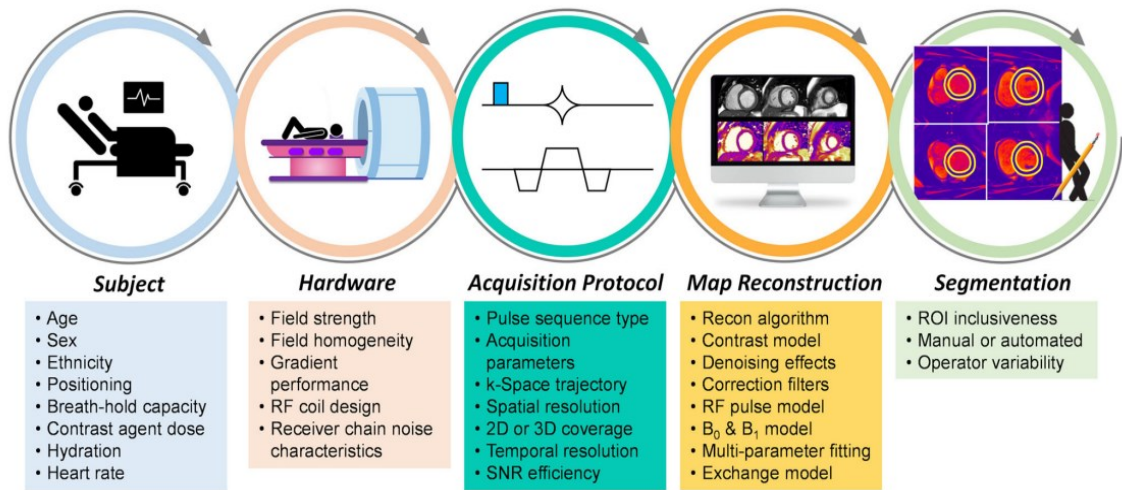 Subject
• Age
• Sex
• Ethnicity
• Positioning
• Breath-hold capacity
• Contrast agent dose
• Hydration
• Heart rate
Hardware
• Field strength
• Field homogeneity
• Gradient
performance
• RF coil design
• Receiver chain noise
characteristics
Acquisition Protocol
• Pulse sequence type
• Acquisition
parameters
• k-Space trajectory
• Spatial resolution
• 2D or 3D coverage
• Temporal resolution
• SNR efficiency
Map Reconstruction
• Recon algorithm
• Contrast model
• Denoising effects
• Correction filters
• RF pulse model
• B₀ & B₁ model
• Multi-parameter fitting
• Exchange model
Segmentation
• ROI inclusiveness
• Manual or automated
• Operator variability